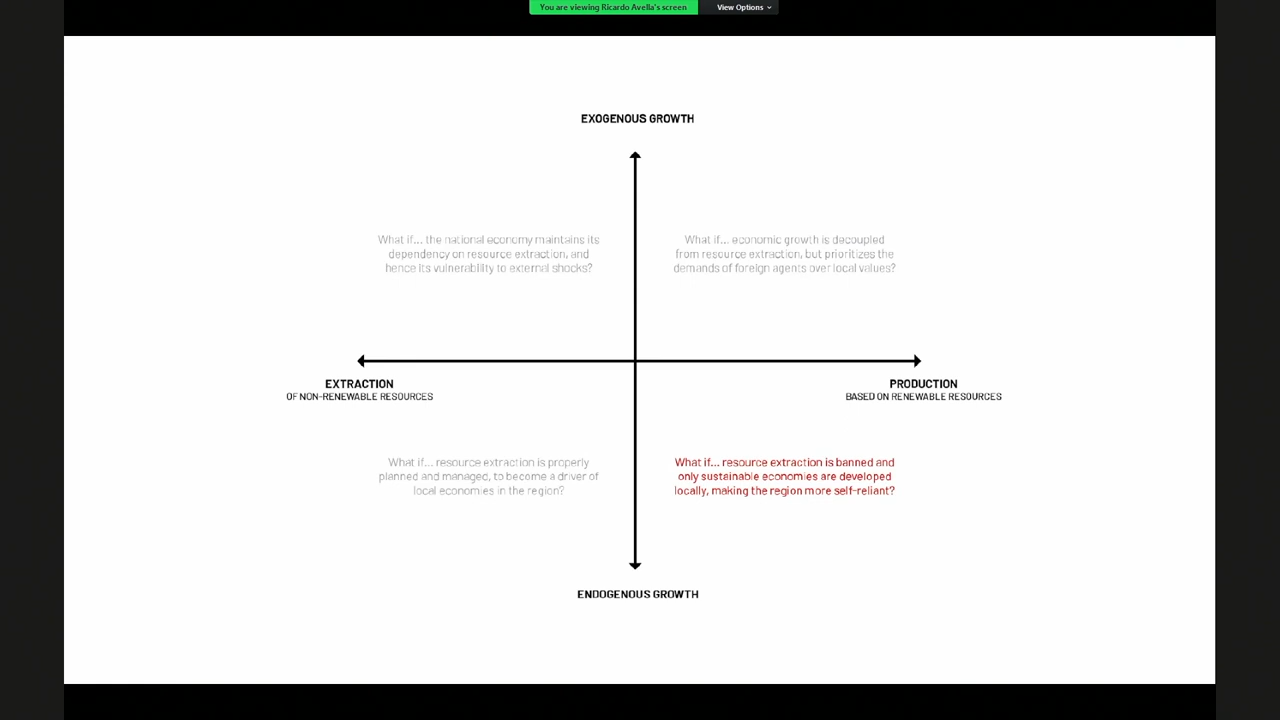 You are viewing Ricardo Avella's screen
View Options
EXOGENOUS GROWTH
What if... the national economy maintains its
dependency on resource extraction, and
hence its vulnerability to external shocks?
What if... economic growth is decoupled
from resource extraction, but prioritizes the
demands of foreign agents over local values?
EXTRACTION
OF NON-RENEWABLE RESOURCES
PRODUCTION
BASED ON RENEWABLE RESOURCES
What if... resource extraction is properly
planned and managed, to become a driver of
local economies in the region?
What if... resource extraction is banned and
only sustainable economies are developed
locally, making the region more self-reliant?
ENDOGENOUS GROWTH